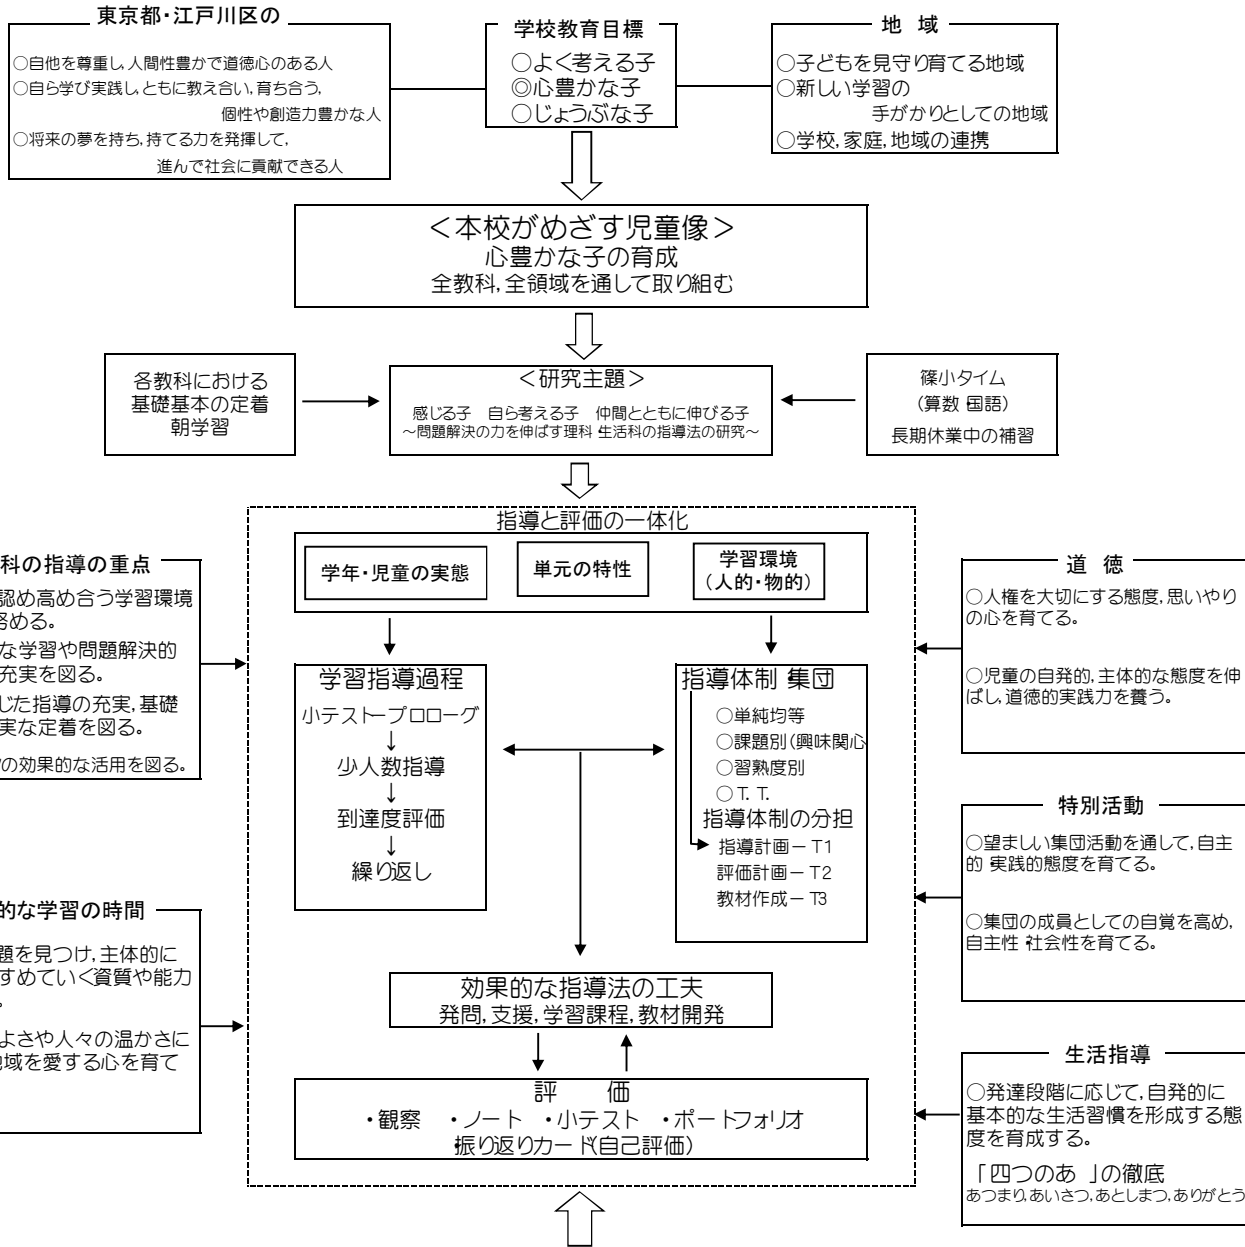 東京都・江戸川区の
○自他を尊重し,人間性豊かで道徳心のある人
○自ら学び実践し,ともに教え合い,育ち合う,
個性や創造力豊かな人
○将来の夢を持ち,持てる力を発揮して,
進んで社会に貢献できる人
学校教育目標
○よく考える子
◎心豊かな子
○じょうぶな子
地 域
○子どもを見守り育てる地域
○新しい学習の
手がかりとしての地域
○学校,家庭,地域の連携
＜本校がめざす児童像＞
心豊かな子の育成
全教科,全領域を通して取り組む
各教科における
基礎基本の定着
朝学習
＜研究主題＞
感じる子 自ら考える子 仲間とともに伸びる子
～問題解決の力を伸ばす理科 生活科の指導法の研究～
篠小タイム
(算数 国語)
長期休業中の補習
指導と評価の一体化
学年・児童の実態
単元の特性
学習環境
(人的・物的)
科の指導の重点
認め高め合う学習環境
努める。
な学習や問題解決的
充実を図る。
じた指導の充実,基礎
実な定着を図る。
の効果的な活用を図る。
学習指導過程
小テストープロローグ
↓
少人数指導
↓
到達度評価
↓
繰り返し
指導体制 集団
○単純均等
○課題別(興味関心
○習熟度別
○T.T.
指導体制の分担
指導計画－T1
評価計画－T2
教材作成－T3
道 徳
○人権を大切にする態度,思いやり
の心を育てる。
○児童の自発的,主体的な態度を伸
ばし,道徳的実践力を養う。
特別活動
○望ましい集団活動を通して,自主
的 実践的態度を育てる。
○集団の成員としての自覚を高め,
自主性 社会性を育てる。
的な学習の時間
題を見つけ,主体的に
すめていく資質や能力
。
よさや人々の温かさに
地域を愛する心を育て
効果的な指導法の工夫
発問,支援,学習課程,教材開発
評 価
・観察 ・ノート ・小テスト ・ポートフォリオ
・振り返りカード(自己評価)
生活指導
○発達段階に応じて,自発的に
基本的な生活習慣を形成する態
度を育成する。
「四つのあ 」の徹底
あつまり,あいさつ,あとしまつ,ありがとう